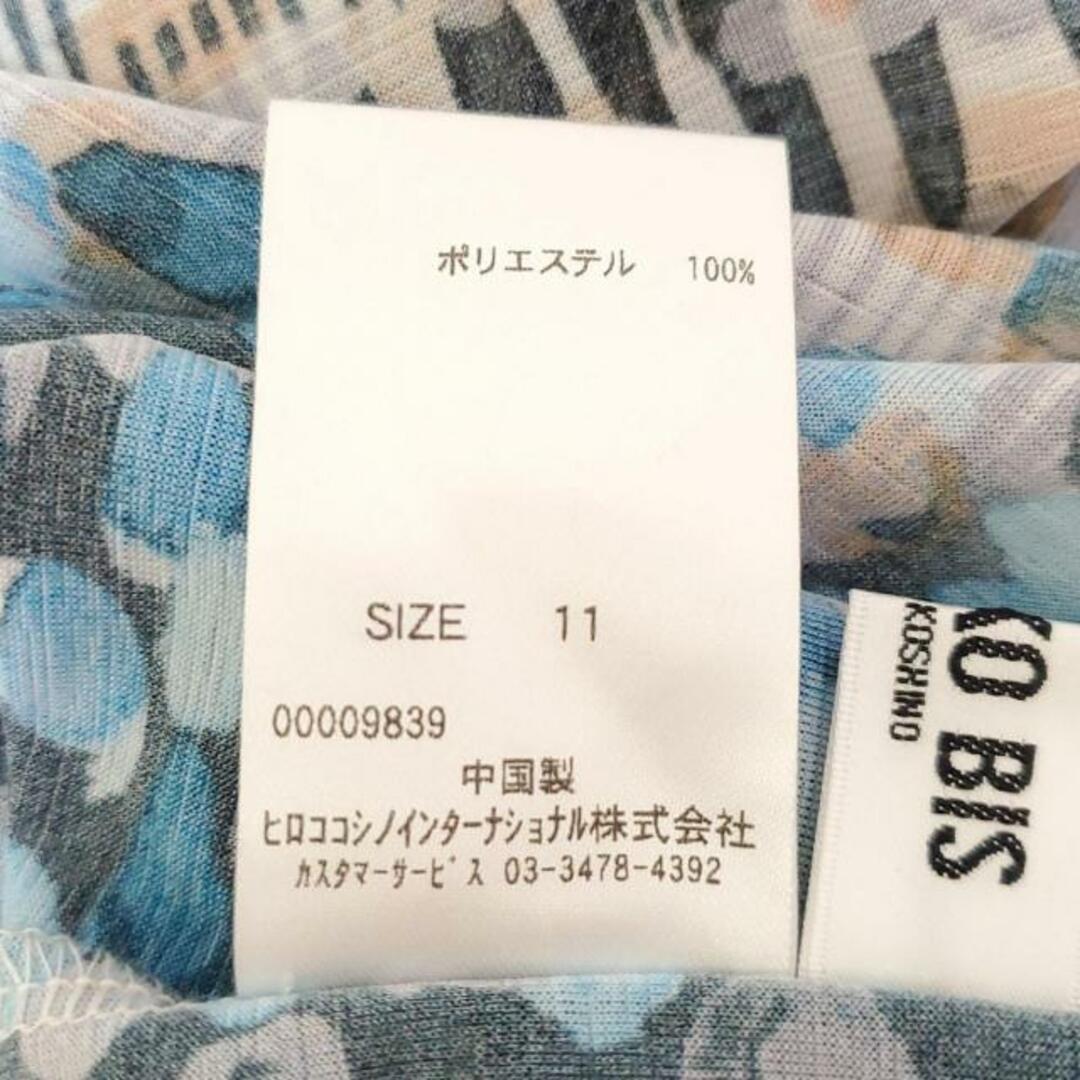 ポリエステル 100%
SIZE 11
00009839
中国製
ヒロココシノインターナショナル株式会社
カスタマーサービス 03-3478-4392
KO BIS
KOSHINO